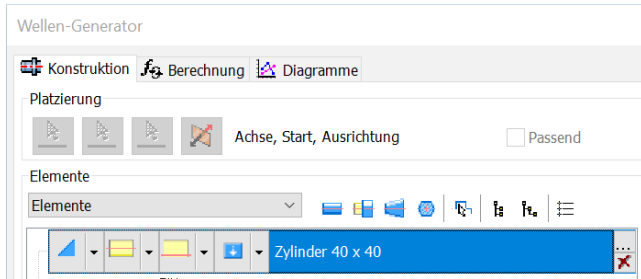 Wellen-Generator
Konstruktion Berechnung Diagramme
Platzierung
Achse, Start, Ausrichtung Passend
Elemente
Elemente
Zylinder 40 x 40 ...